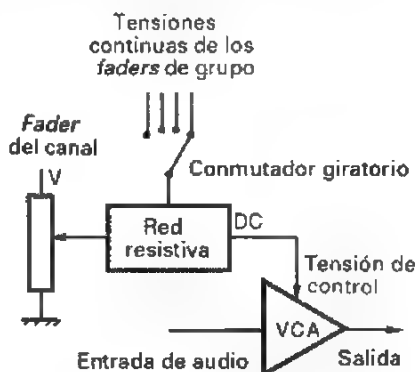 Tensiones
continuas de los
faders de grupo
Fader
del canal
V
Conmutador giratorio
Red
resistiva
DC
Tensión de
control
VCA
Entrada de audio
Salida